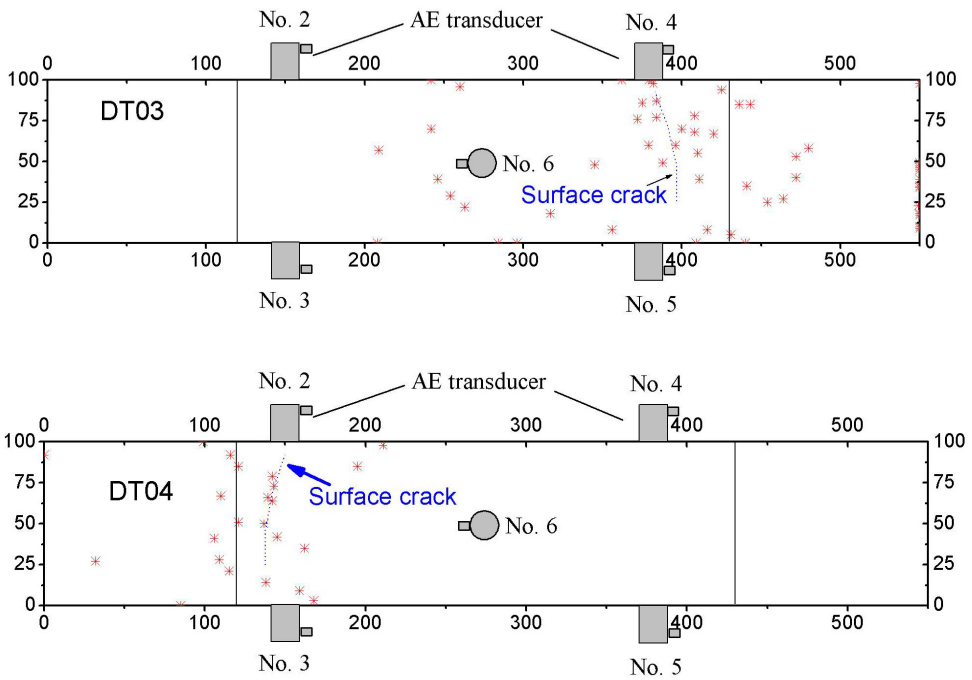 No. 2 AE transducer No. 4
0 100 200 300 400 500
100 100
DT03
75 75
50 No. 6 50
Surface crack
25 25
0 0
0 100 200 300 400 500
No. 3 No. 5
No. 2 AE transducer No. 4
0 100 200 300 400 500
100 100
75 75
DT04 Surface crack
50 No. 6 50
25 25
0 0
0 100 200 300 400 500
No. 3 No. 5